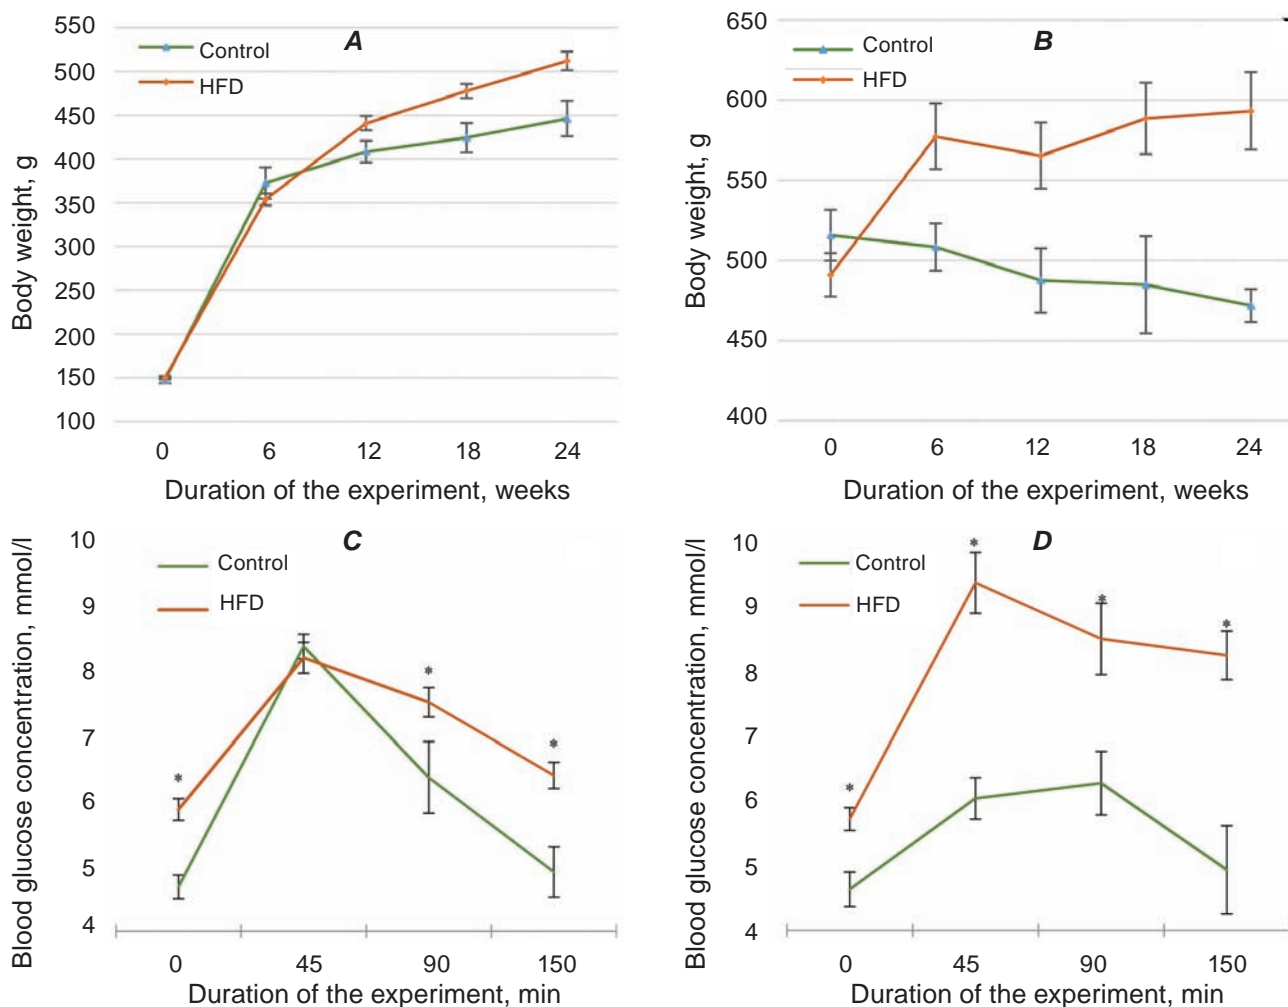 A
Control
HFD
550
500
450
400
350
300
250
200
150
100
Body weight, g
0 6 12 18 24
Duration of the experiment, weeks
B
Control
HFD
650
600
550
500
450
400
Body weight, g
0 6 12 18 24
Duration of the experiment, weeks
C
Control
HFD
10
9
8
7
6
5
4
Blood glucose concentration, mmol/l
* * *
0 45 90 150
Duration of the experiment, min
D
Control
HFD
10
9
8
7
6
5
4
Blood glucose concentration, mmol/l
* * * *
0 45 90 150
Duration of the experiment, min